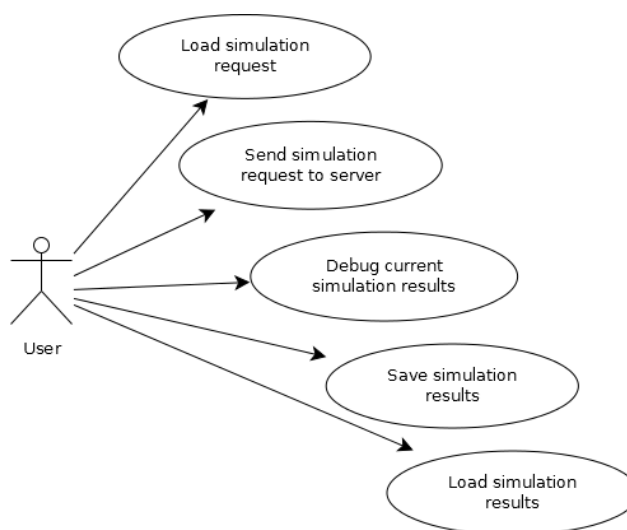 Load simulation
request
Send simulation
request to server
Debug current
simulation results
User
Save simulation
results
Load simulation
results